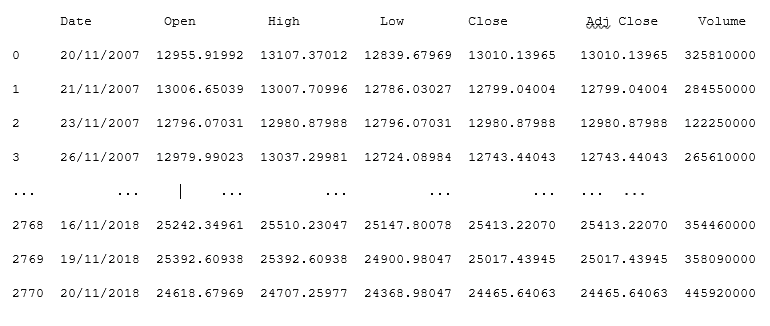 Date Open High Low Close Adj Close Volume
0 20/11/2007 12955.91992 13107.37012 12839.67969 13010.13965 13010.13965 325810000
1 21/11/2007 13006.65039 13007.70996 12786.03027 12799.04004 12799.04004 284550000
2 23/11/2007 12796.07031 12980.87988 12796.07031 12980.87988 12980.87988 122250000
3 26/11/2007 12979.99023 13037.29981 12724.08984 12743.44043 12743.44043 265610000
... ... ... ... ... ... ... ...
2768 16/11/2018 25242.34961 25510.23047 25147.80078 25413.22070 25413.22070 354460000
2769 19/11/2018 25392.60938 25392.60938 24900.98047 25017.43945 25017.43945 358090000
2770 20/11/2018 24618.67969 24707.25977 24368.98047 24465.64063 24465.64063 445920000